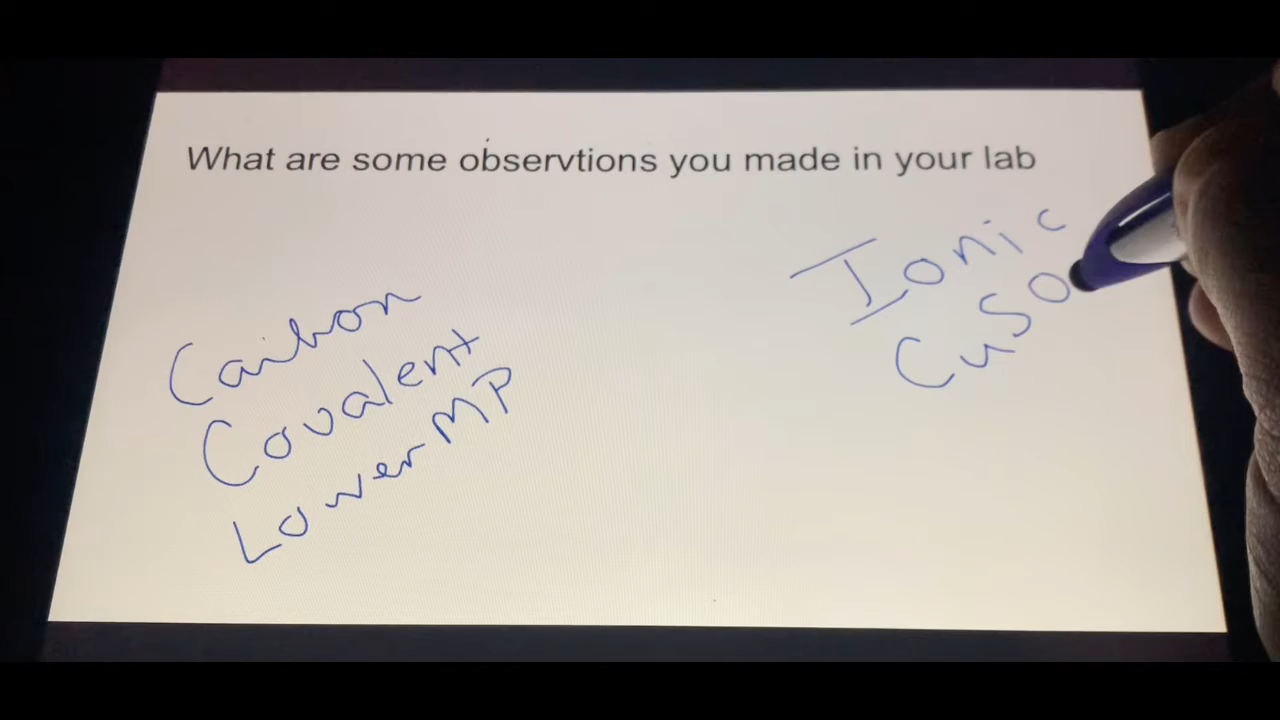 What are some observtions you made in your lab
Carbon
Covalent
Lower MP
Ionic
CuSO